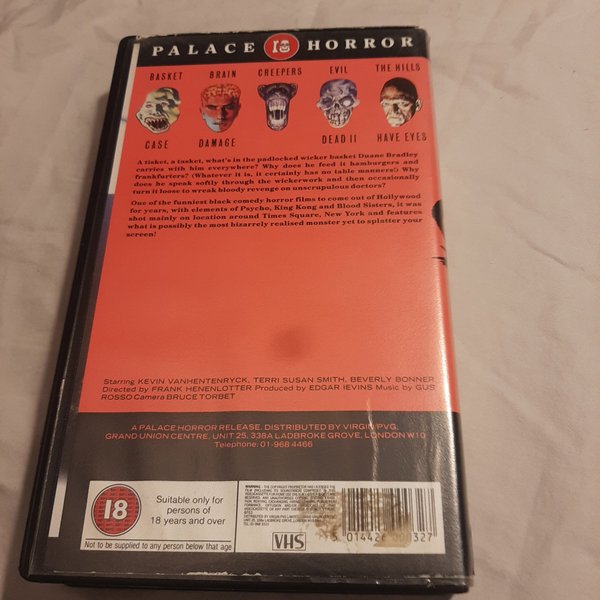 PALACE 18 HORROR
BASKET BRAIN CREEPERS EVIL THE HILLS
CASE DAMAGE DEAD II HAVE EYES
A tisket, a tasket, what's in the padlocked wicker basket Duane Bradley
carries with him everywhere? Why does he feed it hamburgers and
frankfurters? (Whatever it is, it certainly has no table manners!) Why
does he speak softly through the wickerwork and then occasionally
turn it loose to wreak bloody revenge on unscrupulous doctors?
One of the funniest black comedy horror films to come out of Hollywood
for years, with elements of Psycho, King Kong and Blood Sisters, it was
shot mainly on location around Times Square, New York and features
what is possibly the most bizarrely realised monster yet to splatter your
screen!
Starring KEVIN VANHENTENRYCK, TERRI SUSAN SMITH, BEVERLY BONNER
Directed by FRANK HENENLOTTER Produced by EDGAR IEVINS Music by GUS
ROSSO Camera BRUCE TORBET
A PALACE HORROR RELEASE. DISTRIBUTED BY VIRGIN/PVG,
GRAND UNION CENTRE, UNIT 25, 338A LADBROKE GROVE, LONDON W10
Telephone: 01-968 4466
18
Suitable only for
persons of
18 years and over
Not to be supplied to any person below that age
WARNING
VHS
5 014426
327